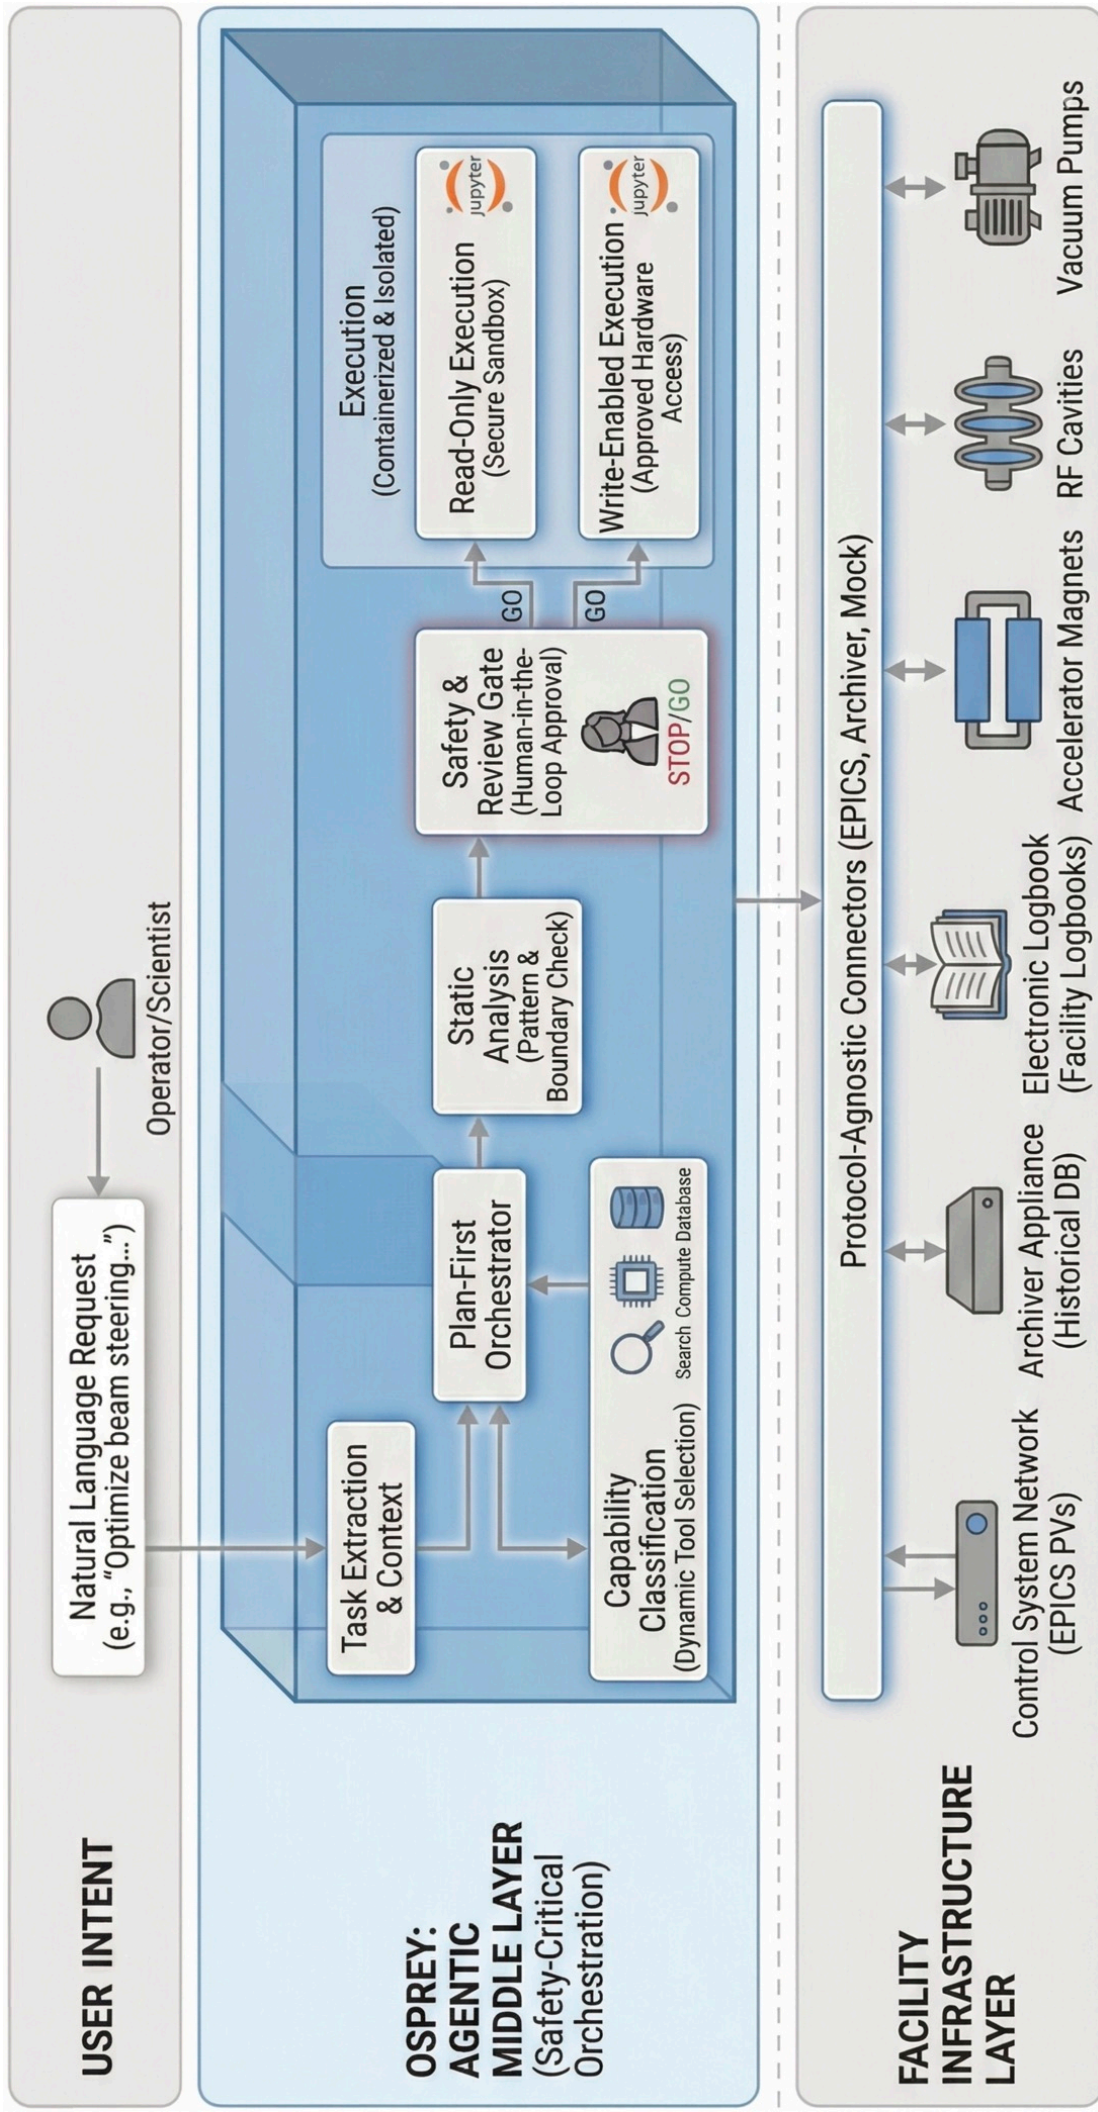 USER INTENT
Natural Language Request
(e.g., “Optimize beam steering...”)
Operator/Scientist
OSPREY:
AGENTIC
MIDDLE LAYER
(Safety-Critical
Orchestration)
Task Extraction
& Context
Capability
Classification
(Dynamic Tool Selection)
Search Compute Database
Plan-First
Orchestrator
Static
Analysis
(Pattern &
Boundary Check)
Safety &
Review Gate
(Human-in-the-
Loop Approval)
STOP/GO
GO
GO
Execution
(Containerized & Isolated)
Read-Only Execution
(Secure Sandbox)
jupyter
Write-Enabled Execution
(Approved Hardware
Access)
jupyter
FACILITY
INFRASTRUCTURE
LAYER
Protocol-Agnostic Connectors (EPICS, Archiver, Mock)
Control System Network
(EPICS PVs)
Archiver Appliance
(Historical DB)
Electronic Logbook
(Facility Logbooks)
Accelerator Magnets
RF Cavities
Vacuum Pumps